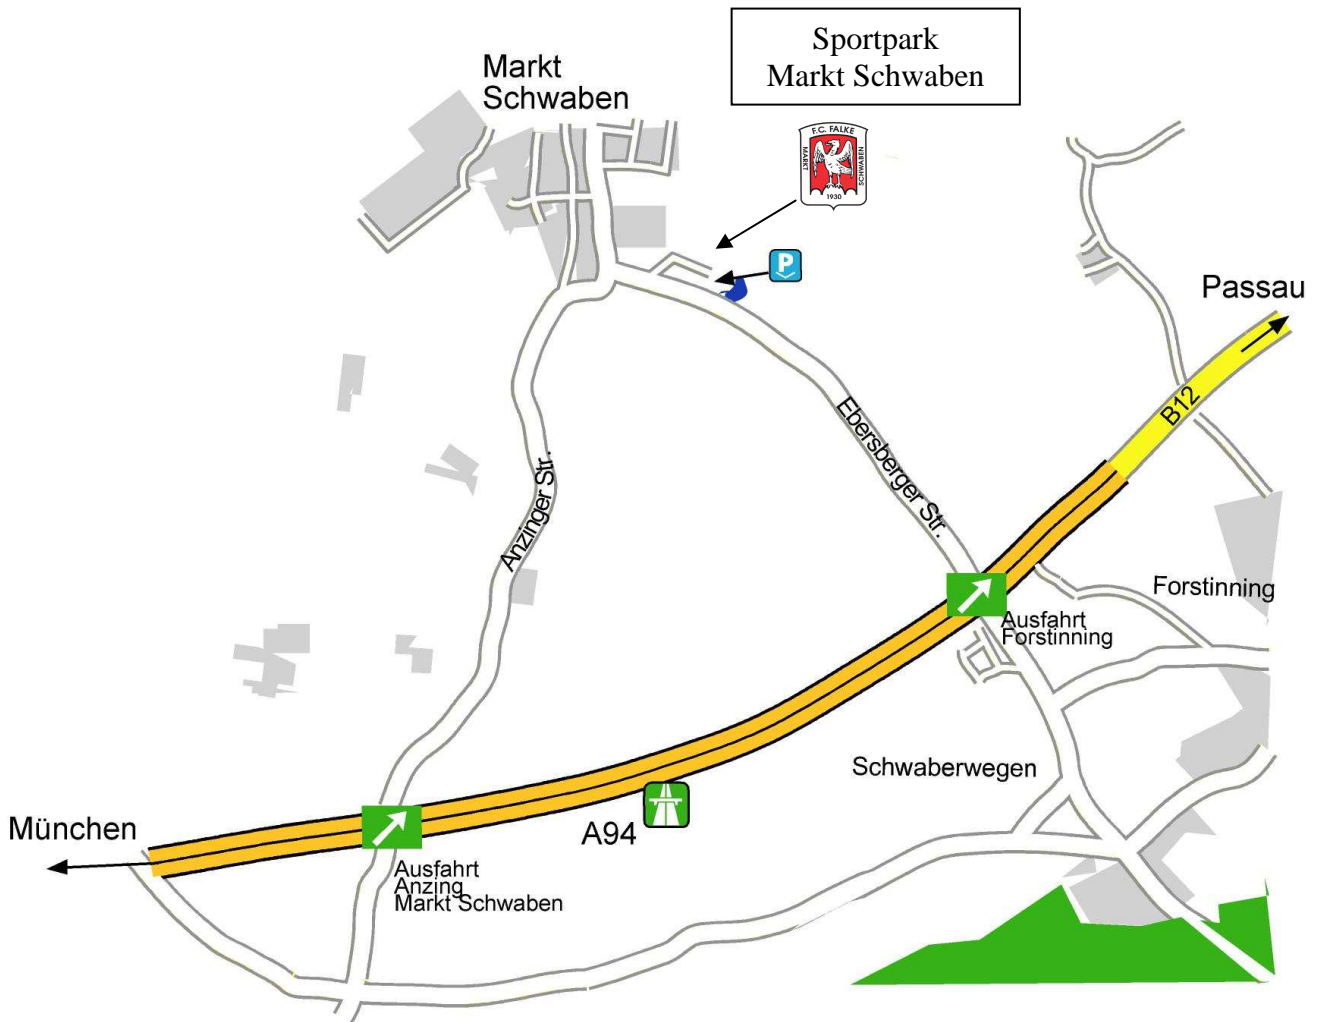 Sportpark
Markt Schwaben
Markt
Schwaben
F.C. FALKE
MARKT
SCHWABEN
1930
P
Passau
B12
Ebersberger Str.
Anzinger Str.
Forstinning
Ausfahrt
Forstinning
Schwaberwegen
München
A94
Ausfahrt
Anzing
Markt Schwaben